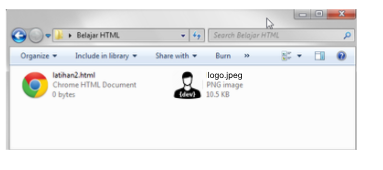 Belajar HTML
Search Belajar HTML
Organize
Include in library
Share with
Burn
»
latihan2.html
Chrome HTML Document
0 bytes
{dev}
logo.jpeg
PNG image
10.5 KB